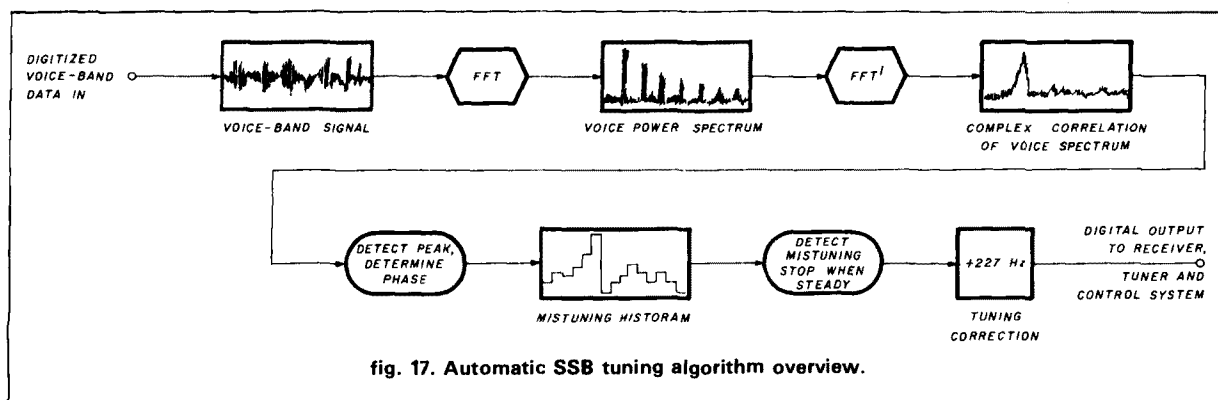 DIGITIZED
VOICE-BAND
DATA IN
VOICE-BAND SIGNAL
FFT
VOICE POWER SPECTRUM
FFT¹
COMPLEX CORRELATION
OF VOICE SPECTRUM
DETECT PEAK,
DETERMINE
PHASE
MISTUNING HISTORAM
DETECT
MISTUNING
STOP WHEN
STEADY
+227 Hz
TUNING
CORRECTION
DIGITAL OUTPUT
TO RECEIVER,
TUNER AND
CONTROL SYSTEM
fig. 17. Automatic SSB tuning algorithm overview.